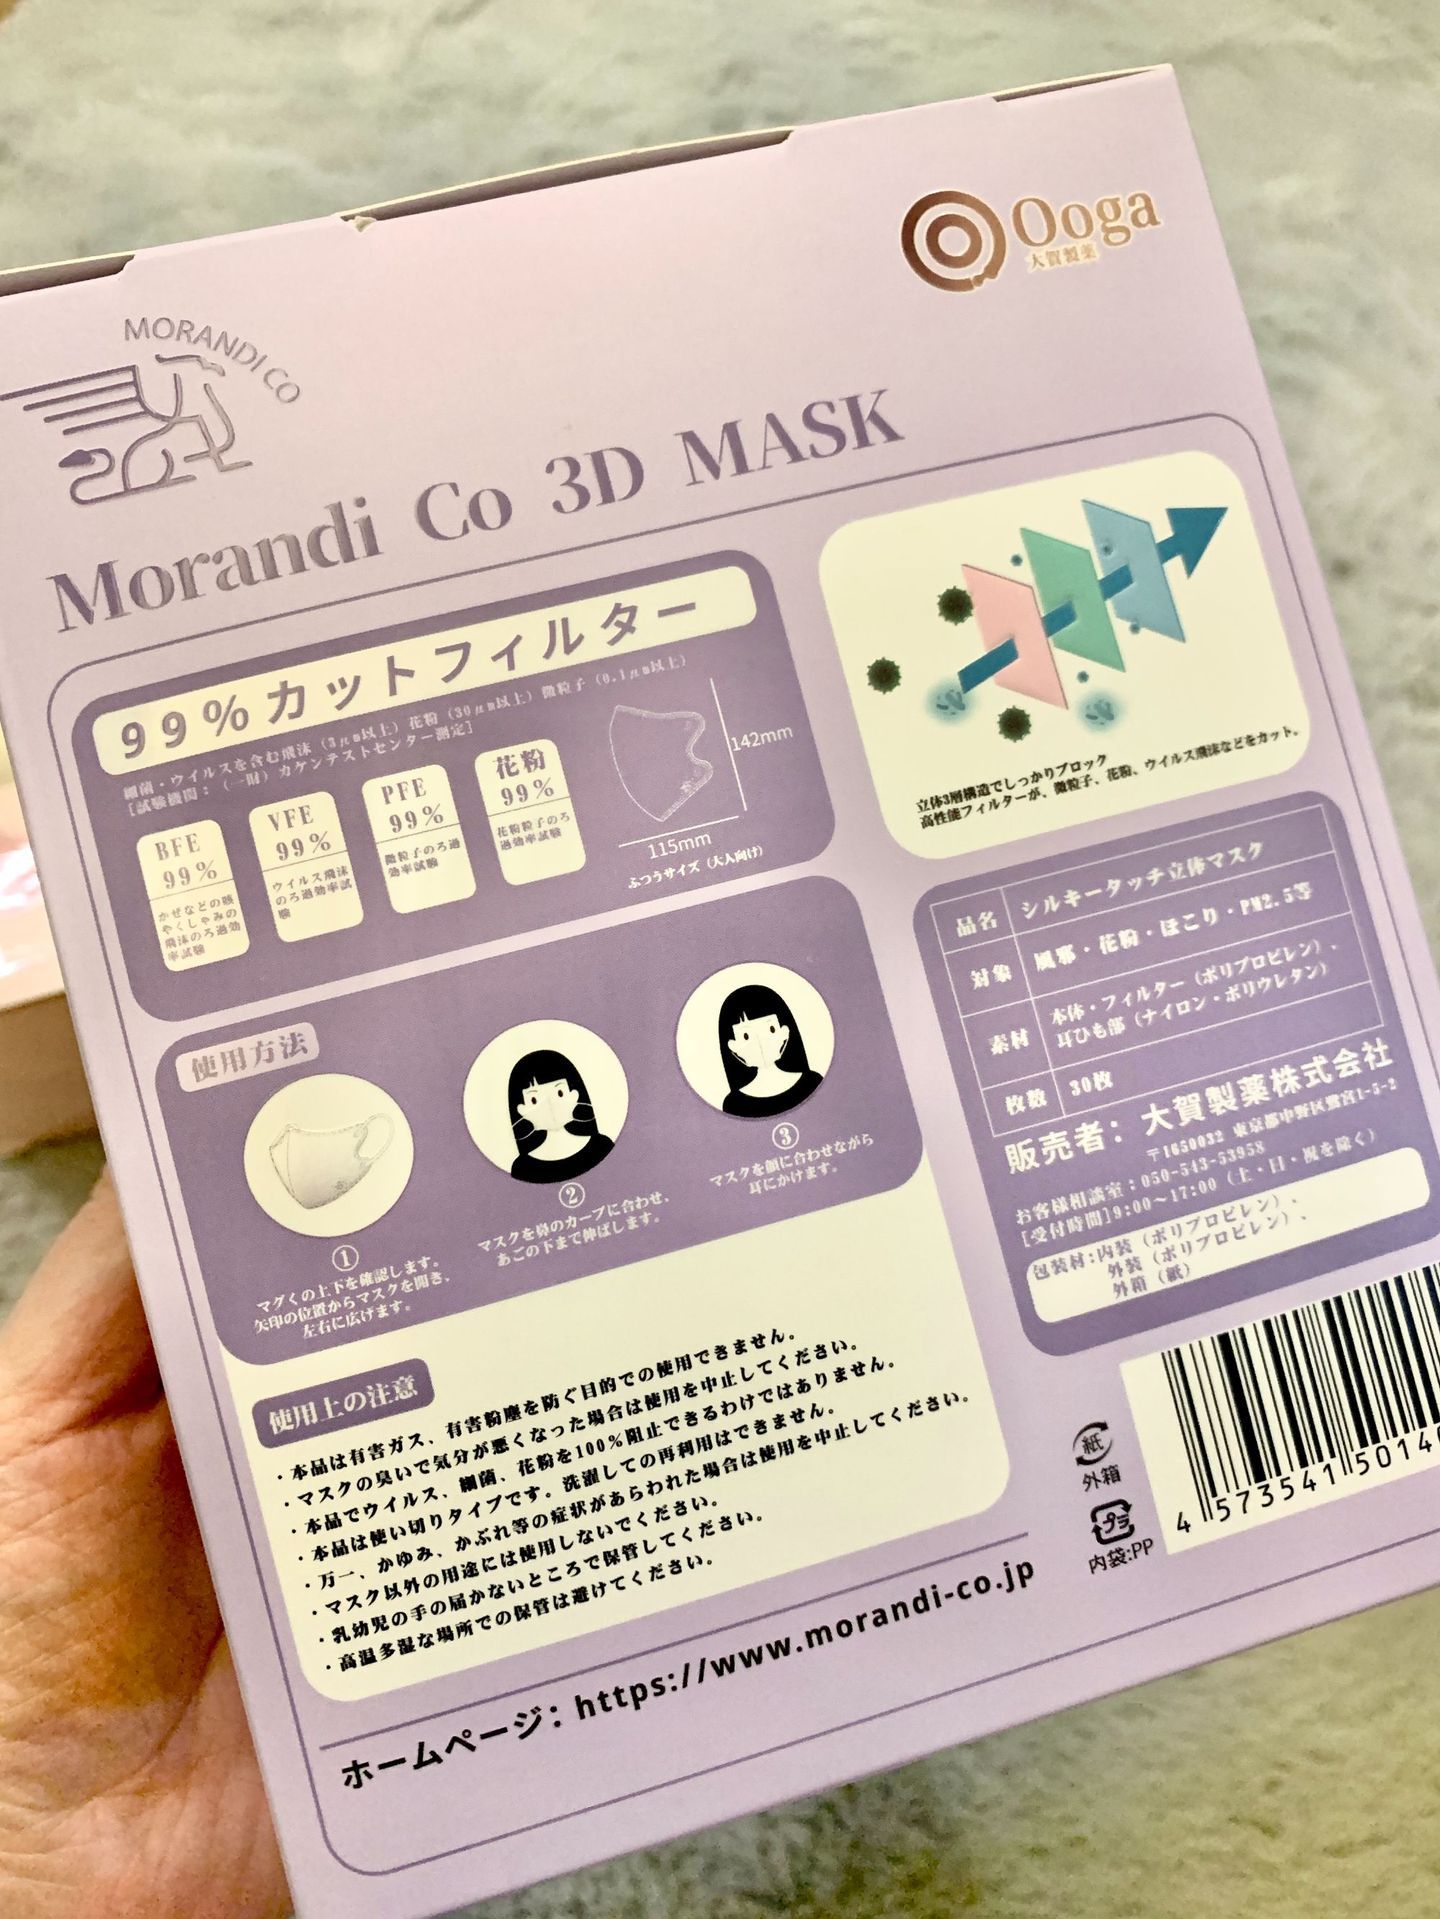 Ooga
大賀製薬
MORANDI CO
Morandi Co 3D MASK
99%カットフィルター
細菌・ウイルスを含む飛沫（3μm以上）花粉（30μm以上）微粒子（0.1μm以上）
[試験機関：（一財）カケンテストセンター測定]
BFE
99%
かぜなどの咳
やくしゃみの
飛沫のろ過効
率試験
VFE
99%
ウイルス飛沫
のろ過効率試
験
PFE
99%
微粒子のろ過
効率試験
花粉
99%
花粉粒子のろ
過効率試験
142mm
115mm
ふつうサイズ（大人向け）
立体3層構造でしっかりブロック
高性能フィルターが、微粒子、花粉、ウイルス飛沫などをカット。
使用方法
①
マグくの上下を確認します。
矢印の位置からマスクを開き、
左右に広げます。
②
マスクを鼻のカーブに合わせ、
あごの下まで伸ばします。
③
マスクを顔に合わせながら
耳にかけます。
品名 シルキータッチ立体マスク
対象 風邪・花粉・ほこり・PM2.5等
素材 本体・フィルター（ポリプロピレン）、
耳ひも部（ナイロン・ポリウレタン）
枚数 30枚
販売者：大賀製薬株式会社
〒1650032 東京都中野区鷺宮1-5-2
お客様相談室：050-543-53958
[受付時間]9:00～17:00（土・日・祝を除く）
包装材:内装（ポリプロピレン）、
外装（ポリプロピレン）、
外箱（紙）
使用上の注意
・本品は有害ガス、有害粉塵を防ぐ目的での使用できません。
・マスクの臭いで気分が悪くなった場合は使用を中止してください。
・本品でウイルス、細菌、花粉を100%阻止できるわけではありません。
・本品は使い切りタイプです。洗濯しての再利用はできません。
・万一、かゆみ、かぶれ等の症状があらわれた場合は使用を中止してください。
・マスク以外の用途には使用しないでください。
・乳幼児の手の届かないところで保管してください。
・高温多湿な場所での保管は避けてください。
紙
外箱
プラ
内袋:PP
4 573541 50140
ホームページ：https://www.morandi-co.jp